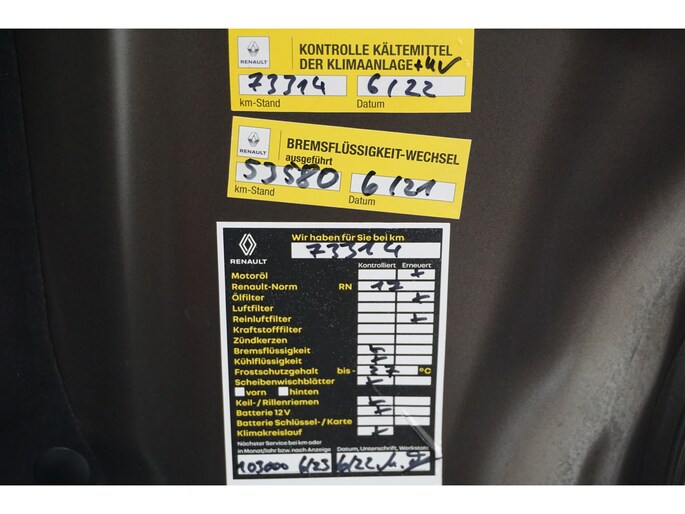 RENAULT
KONTROLLE KÄLTEMITTEL
DER KLIMAANLAGE
73314 6/22
km-Stand Datum
RENAULT
BREMSFLÜSSIGKEIT-WECHSEL
ausgeführt
53580 6/21
km-Stand Datum
RENAULT
Wir haben für Sie bei km
73314
Kontrolliert Erneuert
Motoröl +
Renault-Norm RN 17
Ölfilter +
Luftfilter
Reinluftfilter +
Kraftstofffilter
Zündkerzen
Bremsflüssigkeit
Kühlflüssigkeit +
Frostschutzgehalt bis - 27 °C
Scheibenwischblätter +
vorn hinten
Keil-/Rillenriemen +
Batterie 12 V +
Batterie Schlüssel-/Karte
Klimakreislauf +
Nächster Service bei km oder
in Monat/Jahr bzw. nach Anzeige Datum, Unterschrift, Werkstatt
103000 6/23 6/22